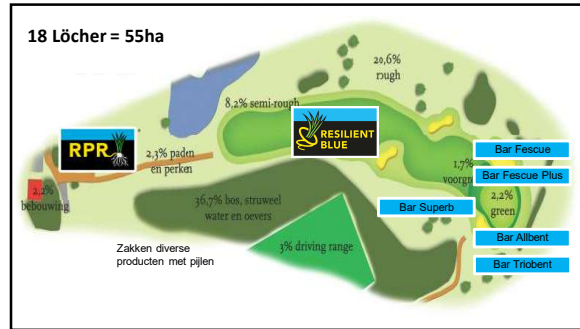 18 Löcher = 55ha
20,6%
rough
8,2% semi-rough
RPR
RESILIENT
BLUE
2,3% paden
en perken
Bar Fescue
1,7%
voorgre
Bar Fescue Plus
2,2%
bebouwing
36,7% bos, struweel
water en oevers
2,2%
green
Bar Superb
Zakken diverse
producten met pijlen
3% driving range
Bar Allbent
Bar Triobent